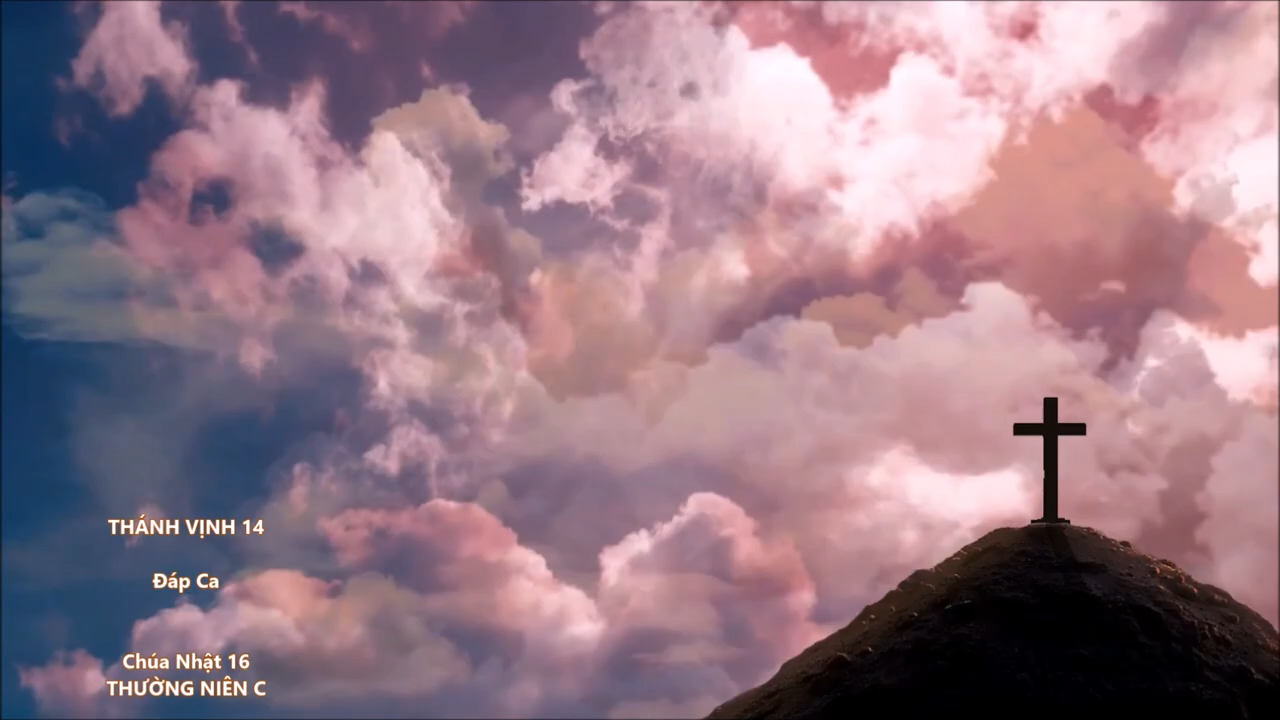 THÁNH VỊNH 14
Đáp Ca
Chúa Nhật 16
THƯỜNG NIÊN C